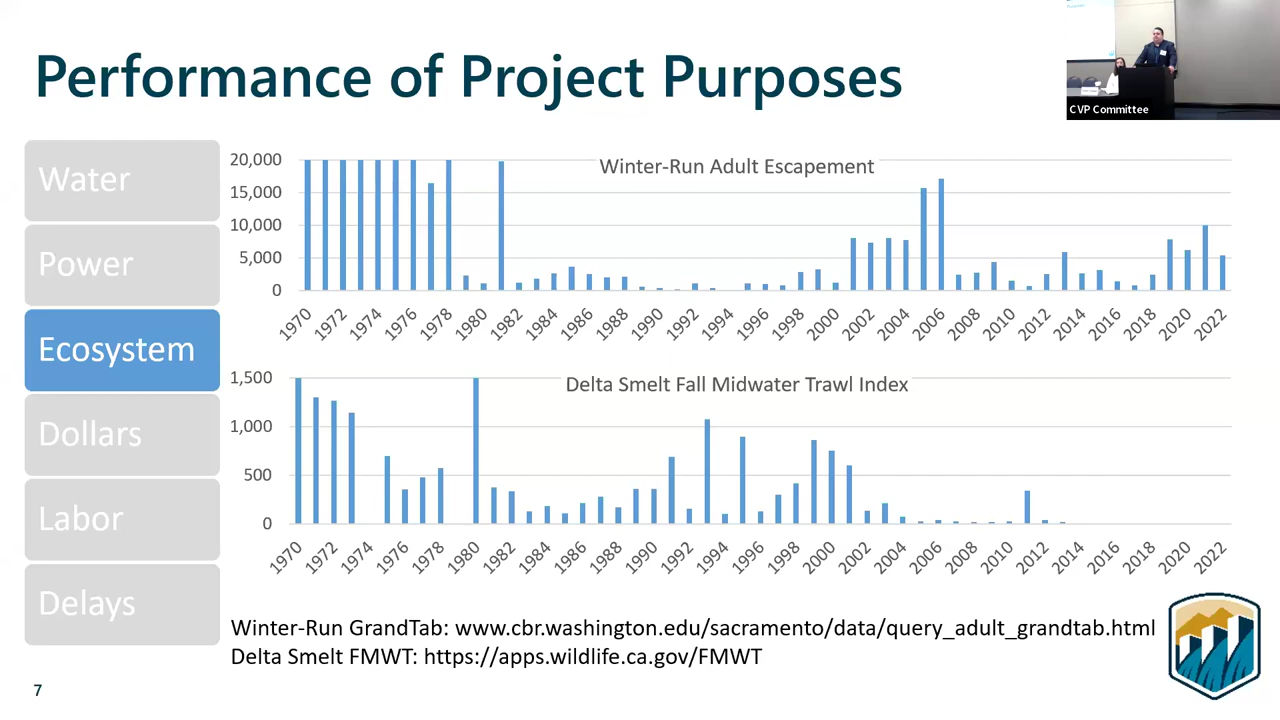 Performance of Project Purposes
CVP Committee
Water
Power
Ecosystem
Dollars
Labor
Delays
Winter-Run Adult Escapement
20,000
15,000
10,000
5,000
0
1970 1972 1974 1976 1978 1980 1982 1984 1986 1988 1990 1992 1994 1996 1998 2000 2002 2004 2006 2008 2010 2012 2014 2016 2018 2020 2022
Delta Smelt Fall Midwater Trawl Index
1,500
1,000
500
0
1970 1972 1974 1976 1978 1980 1982 1984 1986 1988 1990 1992 1994 1996 1998 2000 2002 2004 2006 2008 2010 2012 2014 2016 2018 2020 2022
Winter-Run GrandTab: www.cbr.washington.edu/sacramento/data/query_adult_grandtab.html
Delta Smelt FMWT: https://apps.wildlife.ca.gov/FMWT
7